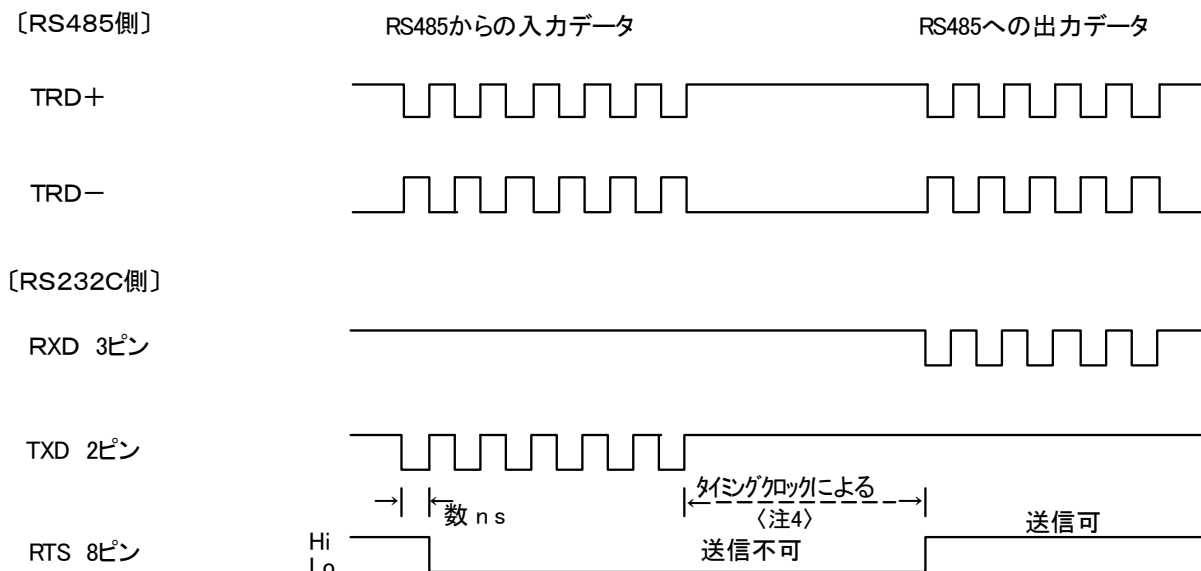 〔RS485側〕
RS485からの入力データ
RS485への出力データ
TRD＋
TRD－
〔RS232C側〕
RXD 3ピン
TXD 2ピン
数ns
タイミングクロックによる
〈注4〉
送信可
RTS 8ピン
Hi
送信不可
Lo